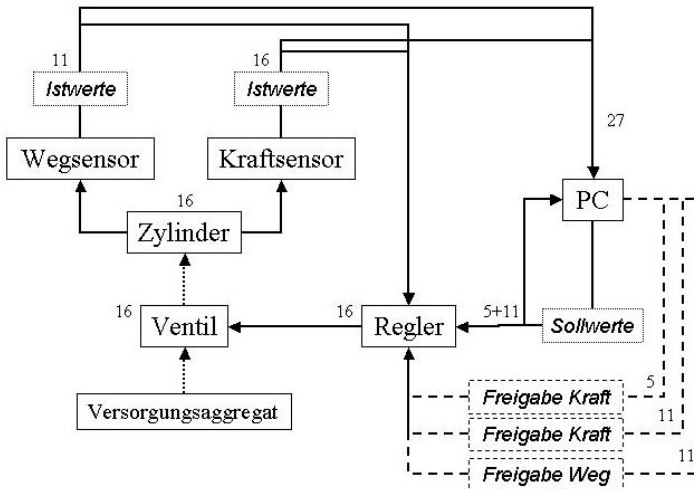 11
16
Istwerte
Istwerte
27
Wegsensor
Kraftsensor
PC
16
Zylinder
16
Ventil
16
Regler
5+11
Sollwerte
5
Versorgungsaggregat
Freigabe Kraft
11
Freigabe Kraft
11
Freigabe Weg